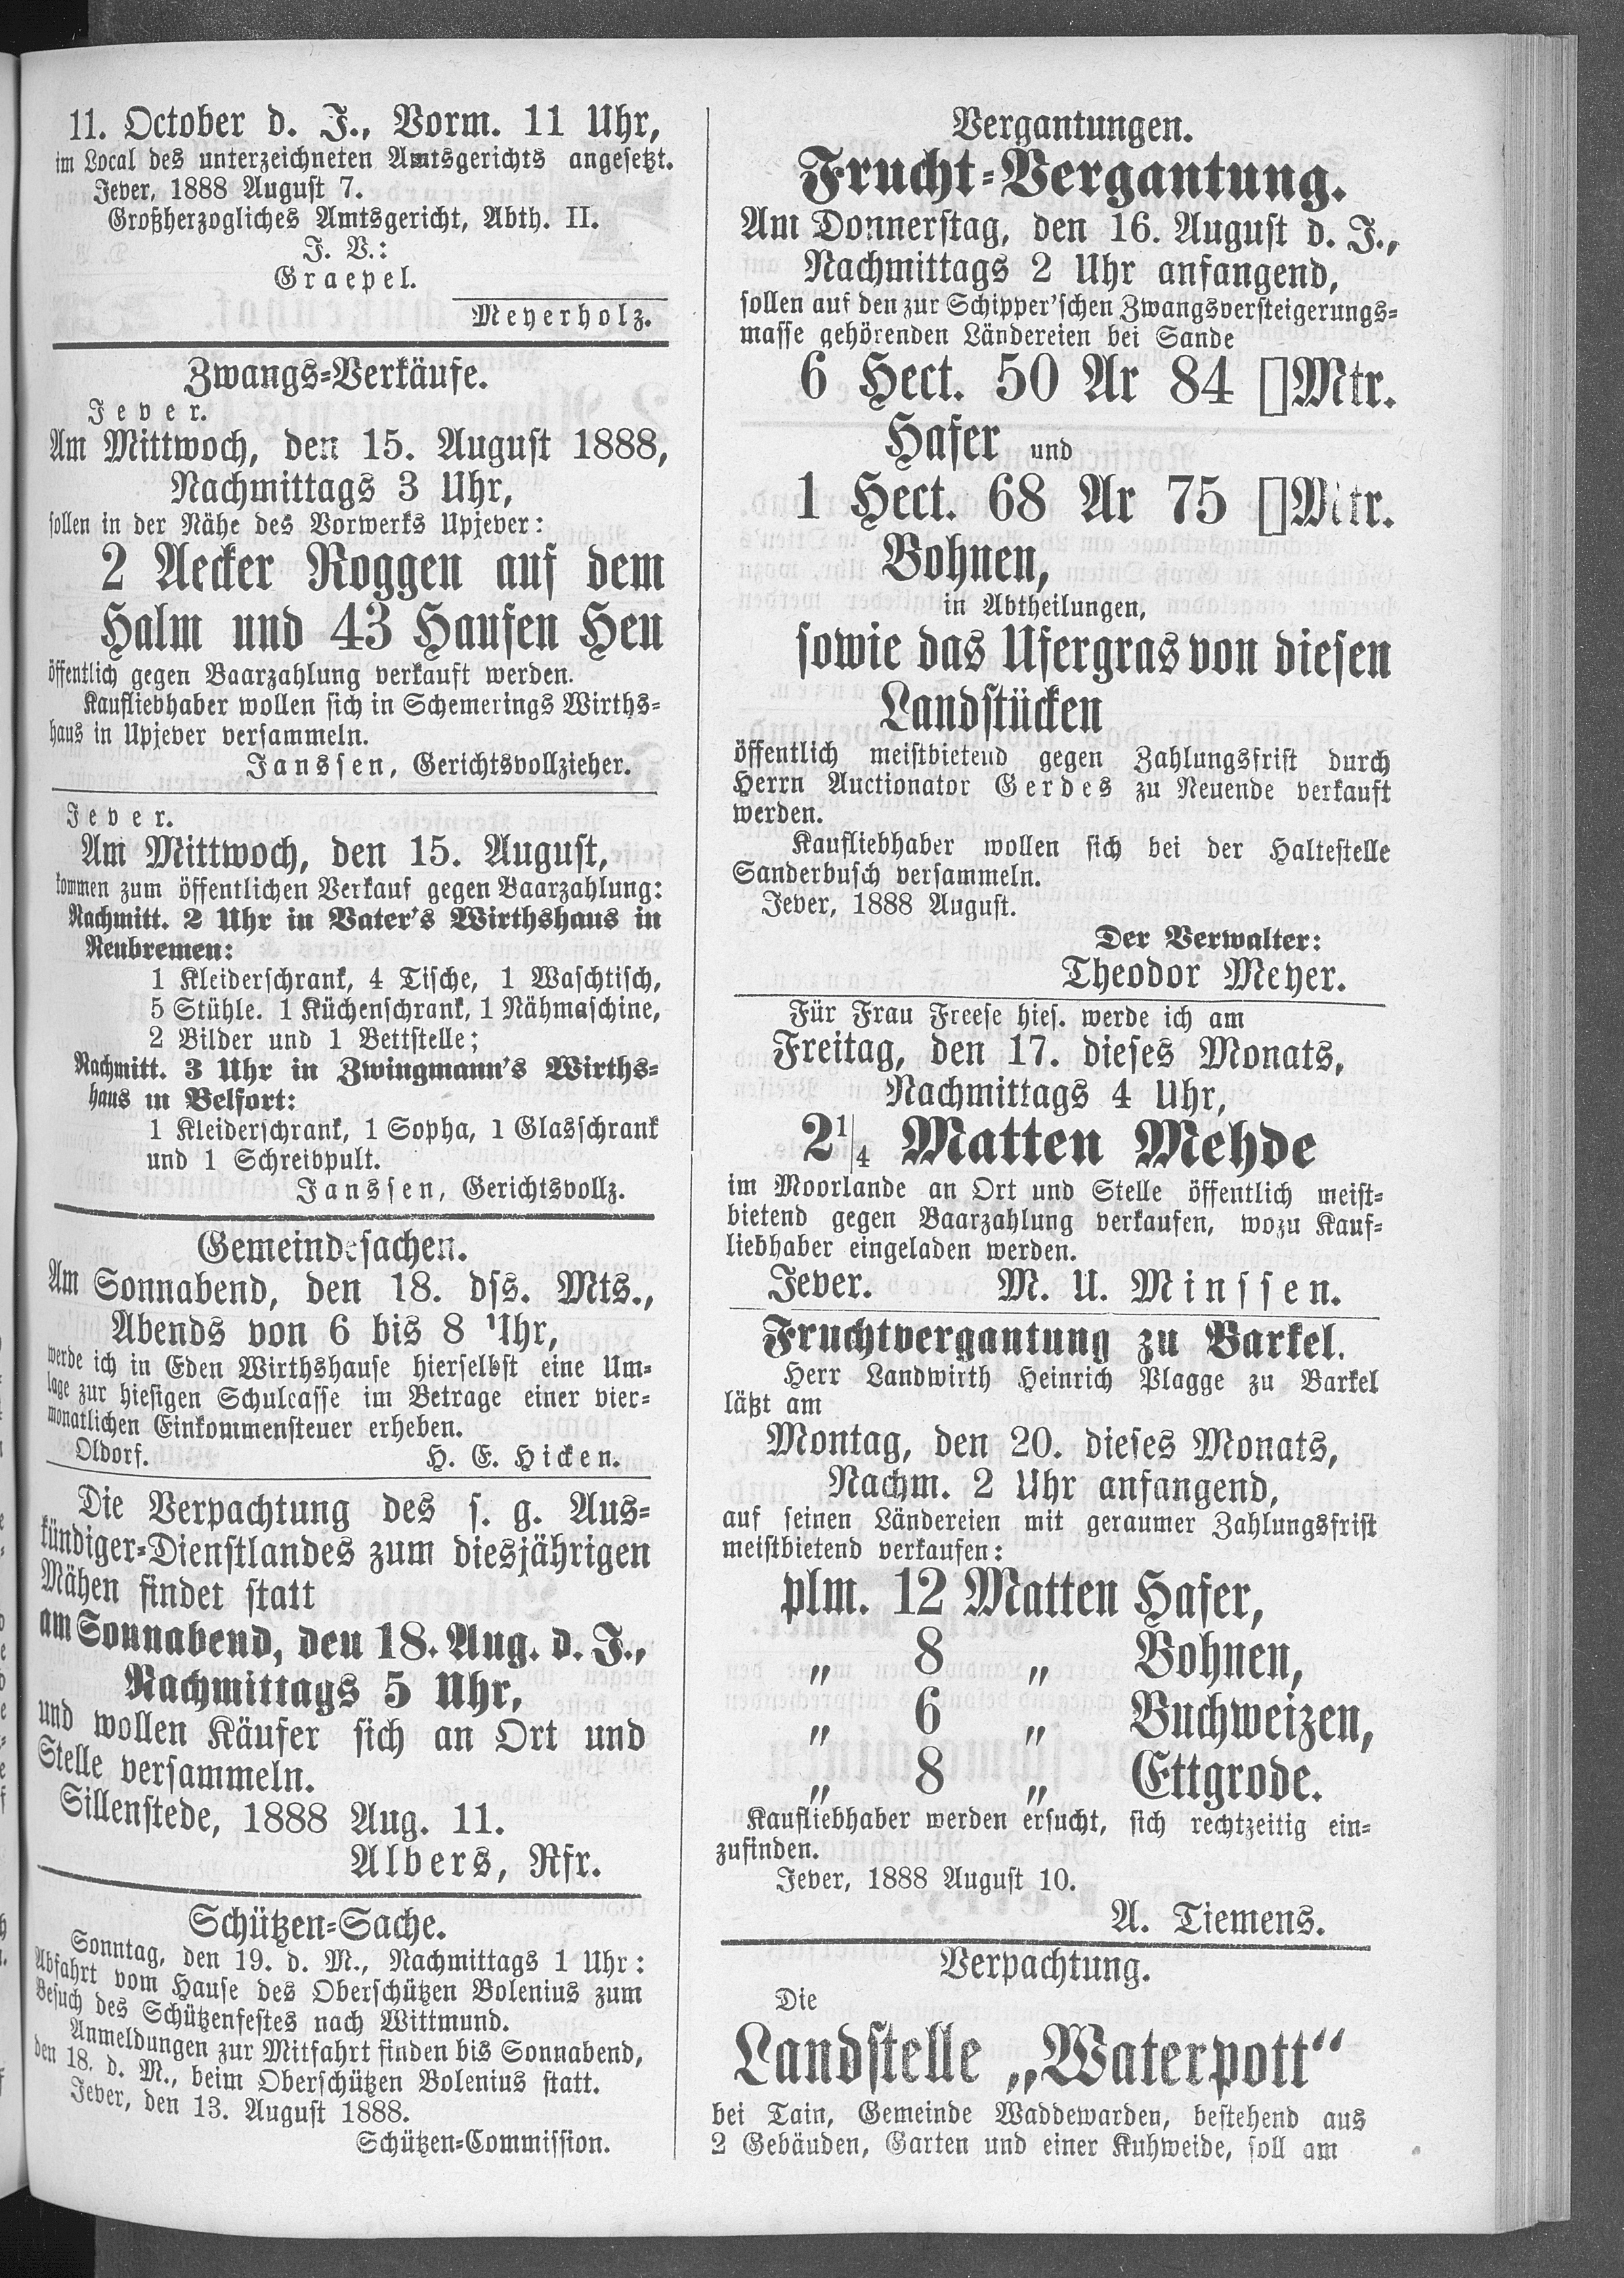 11. October d. J., Vorm. 11 Uhr,
im Local des unterzeichneten Amtsgerichts angesetzt.
Jever, 1888 August 7.
Großherzogliches Amtsgericht, Abth. II.
J. V.:
Graepel.
Meyerholz.
Zwangs-Verkäufe.
Jever.
Am Mittwoch, den 15. August 1888,
Nachmittags 3 Uhr,
sollen in der Nähe des Vorwerks Upjever:
2 Aecker Roggen auf dem
Halm und 43 Haufen Heu
öffentlich gegen Baarzahlung verkauft werden.
Kaufliebhaber wollen sich in Schemerings Wirths-
haus in Upjever versammeln.
Janssen, Gerichtsvollzieher.
Jever.
Am Mittwoch, den 15. August,
kommen zum öffentlichen Verkauf gegen Baarzahlung:
Nachmitt. 2 Uhr in Vater's Wirthshaus in
Neubremen:
1 Kleiderschrank, 4 Tische, 1 Waschtisch,
5 Stühle. 1 Küchenschrank, 1 Nähmaschine,
2 Bilder und 1 Bettstelle;
Nachmitt. 3 Uhr in Zwingmann's Wirths-
haus in Belfort:
1 Kleiderschrank, 1 Sopha, 1 Glasschrank
und 1 Schreibpult.
Janssen, Gerichtsvollz.
Gemeindesachen.
Am Sonnabend, den 18. dss. Mts.,
Abends von 6 bis 8 Uhr,
werde ich in Eden Wirthshause hierselbst eine Um-
lage zur hiesigen Schulcasse im Betrage einer vier-
monatlichen Einkommensteuer erheben.
Oldorf. H. E. Hicken.
Die Verpachtung des s. g. Aus-
kündiger-Dienstlandes zum diesjährigen
Mähen findet statt
am Sonnabend, den 18. Aug. d. J.,
Nachmittags 5 Uhr,
und wollen Käufer sich an Ort und
Stelle versammeln.
Sillenstede, 1888 Aug. 11.
Albers, Rfr.
Schützen-Sache.
Sonntag, den 19. d. M., Nachmittags 1 Uhr:
Abfahrt vom Hause des Oberschützen Bolenius zum
Besuch des Schützenfestes nach Wittmund.
Anmeldungen zur Mitfahrt finden bis Sonnabend,
den 18. d. M., beim Oberschützen Bolenius statt.
Jever, den 13. August 1888.
Schützen-Commission.
Vergantungen.
Frucht-Vergantung.
Am Donnerstag, den 16. August d. J.,
Nachmittags 2 Uhr anfangend,
sollen auf den zur Schipper'schen Zwangsversteigerungs-
masse gehörenden Ländereien bei Sande
6 Hect. 50 Ar 84 □Mtr.
Hafer und
1 Hect. 68 Ar 75 □Mtr.
Bohnen,
in Abtheilungen,
sowie das Ufergras von diesen
Landstücken
öffentlich meistbietend gegen Zahlungsfrist durch
Herrn Auctionator Gerdes zu Neuende verkauft
werden.
Kaufliebhaber wollen sich bei der Haltestelle
Sanderbusch versammeln.
Jever, 1888 August.
Der Verwalter:
Theodor Meyer.
Für Frau Freese hies. werde ich am
Freitag, den 17. dieses Monats,
Nachmittags 4 Uhr,
2 1/4 Matten Mehde
im Moorlande an Ort und Stelle öffentlich meist-
bietend gegen Baarzahlung verkaufen, wozu Kauf-
liebhaber eingeladen werden.
Jever. M. U. Minssen.
Fruchtvergantung zu Barkel.
Herr Landwirth Heinrich Plagge zu Barkel
läßt am
Montag, den 20. dieses Monats,
Nachm. 2 Uhr anfangend,
auf seinen Ländereien mit geraumer Zahlungsfrist
meistbietend verkaufen:
plm. 12 Matten Hafer,
„ 8 „ Bohnen,
„ 6 „ Buchweizen,
„ 8 „ Ettgrode.
Kaufliebhaber werden ersucht, sich rechtzeitig ein-
zufinden.
Jever, 1888 August 10.
A. Tiemens.
Verpachtung.
Die
Landstelle „Waterpott“
bei Tain, Gemeinde Waddewarden, bestehend aus
2 Gebäuden, Garten und einer Kuhweide, soll am